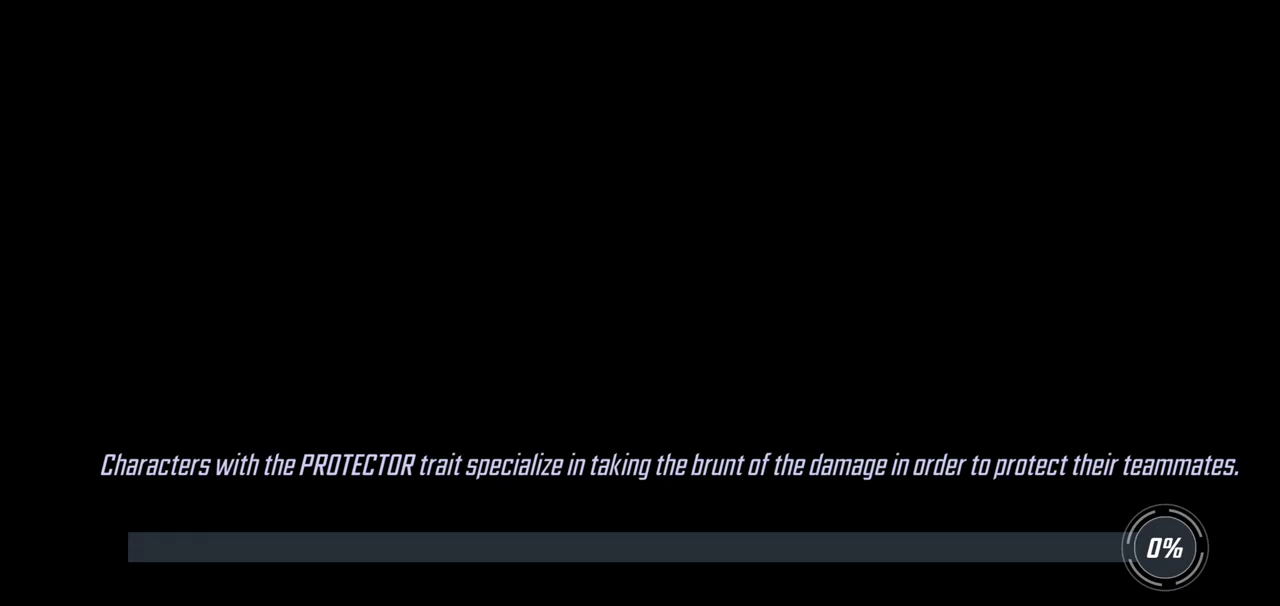 Characters with the PROTECTOR trait specialize in taking the brunt of the damage in order to protect their teammates.
0%